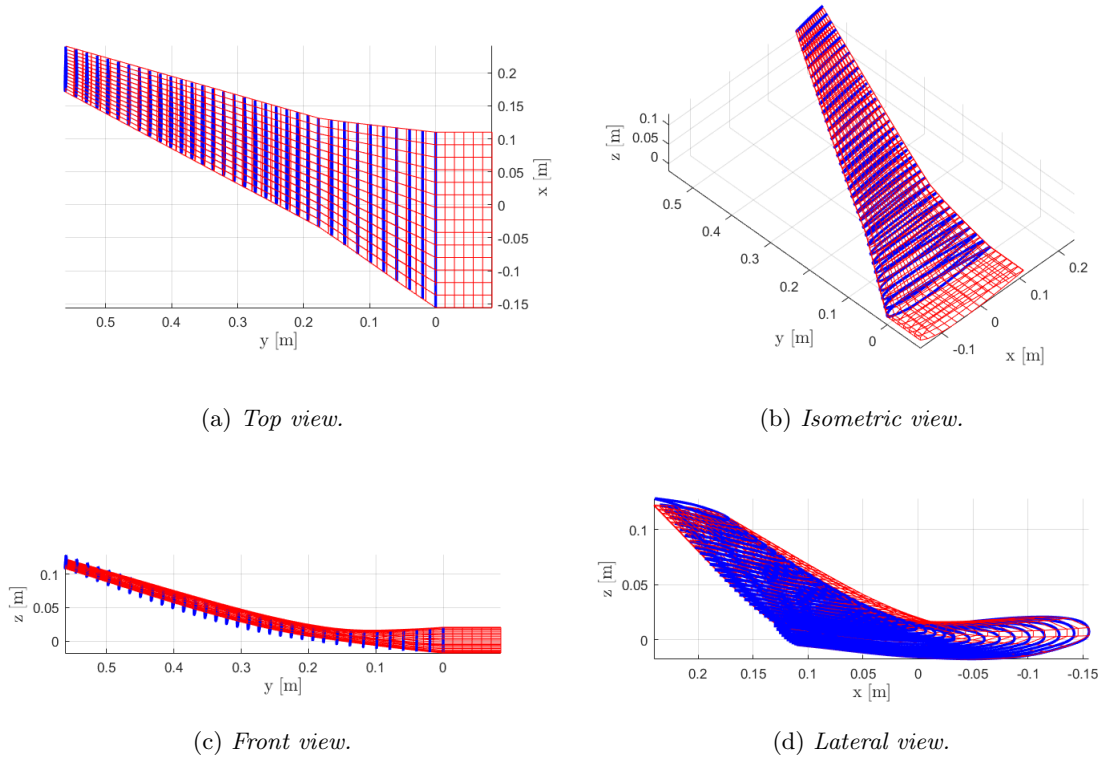 0.2
0.15
0.1
0.05
0
-0.05
-0.1
-0.15
x [m]
0.5 0.4 0.3 0.2 0.1 0
y [m]
0.1
0.05
0
z [m]
0.5
0.4
0.3
0.2
0.1
0
y [m]
-0.1
0
0.1
0.2
x [m]
(a) Top view.
(b) Isometric view.
0.1
0.05
0
z [m]
0.5 0.4 0.3 0.2 0.1 0
y [m]
0.1
0.05
0
z [m]
0.2 0.15 0.1 0.05 0 -0.05 -0.1 -0.15
x [m]
(c) Front view.
(d) Lateral view.